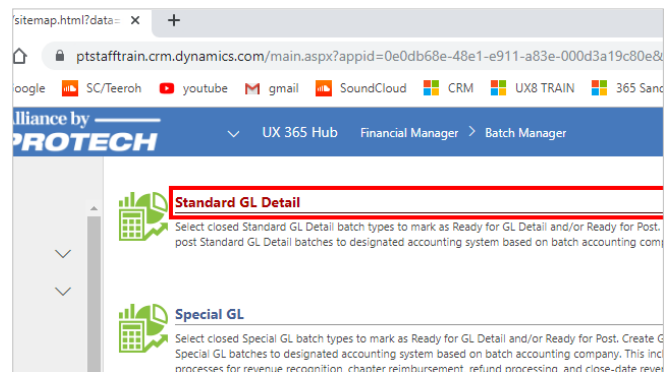 /sitemap.html?data=
ptstafftrain.crm.dynamics.com/main.aspx?appid=0e0db68e-48e1-e911-a83e-000d3a19c80e&
oogle SC/Teeroh youtube gmail SoundCloud CRM UX8 TRAIN 365 Sand
lliance by
PROTECH
UX 365 Hub Financial Manager > Batch Manager
Standard GL Detail
Select closed Standard GL Detail batch types to mark as Ready for GL Detail and/or Ready for Post.
post Standard GL Detail batches to designated accounting system based on batch accounting com
Special GL
Select closed Special GL batch types to mark as Ready for GL Detail and/or Ready for Post. Create G
Special GL batches to designated accounting system based on batch accounting company. This incl
processes for revenue recognition, chapter reimbursement, refund processing, and close-date reve